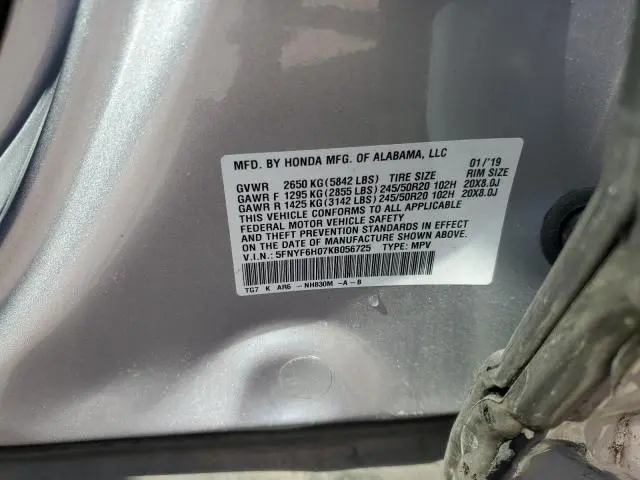 MFD. BY HONDA MFG. OF ALABAMA, LLC 01/'19
GVWR 2650 KG (5842 LBS) TIRE SIZE RIM SIZE
GAWR F 1295 KG (2855 LBS) 245/50R20 102H 20X8.0J
GAWR R 1425 KG (3142 LBS) 245/50R20 102H 20X8.0J
THIS VEHICLE CONFORMS TO ALL APPLICABLE
FEDERAL MOTOR VEHICLE SAFETY
AND THEFT PREVENTION STANDARDS IN EFFECT
ON THE DATE OF MANUFACTURE SHOWN ABOVE.
V.I.N.: 5FNYF6H07KB056725 TYPE: MPV
TG7 K AR6 -NH830M -A-B